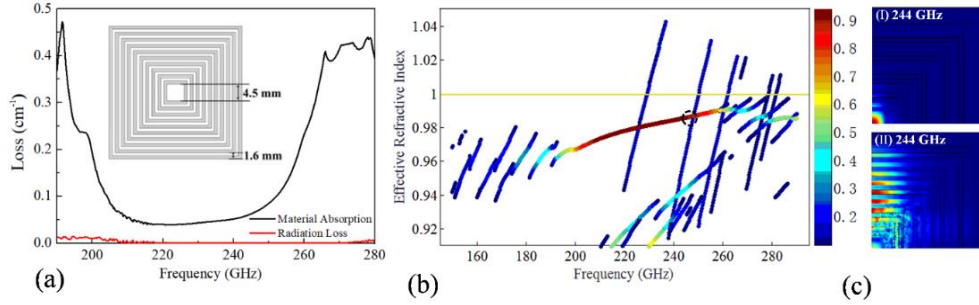 0.5
0.4
0.3
0.2
0.1
0.0
Loss (cm⁻¹)
4.5 mm
1.6 mm
Material Absorption
Radiation Loss
200 220 240 260 280
Frequency (GHz)
(a)
1.04
1.02
1
0.98
0.96
0.94
0.92
Effective Refractive Index
160 180 200 220 240 260 280
Frequency (GHz)
(b)
0.9
0.8
0.7
0.6
0.5
0.4
0.3
0.2
(I) 244 GHz
(II) 244 GHz
(c)